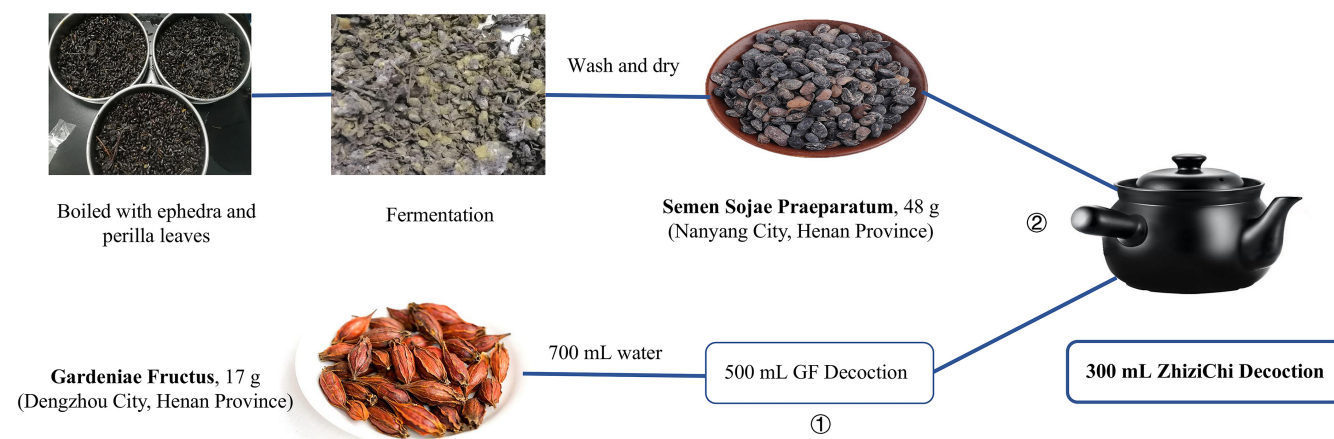 Wash and dry
Boiled with ephedra and
perilla leaves
Fermentation
Semen Sojae Praeparatum, 48 g
(Nanyang City, Henan Province)
②
Gardeniae Fructus, 17 g
(Dengzhou City, Henan Province)
700 mL water
500 mL GF Decoction
①
300 mL ZhiziChi Decoction